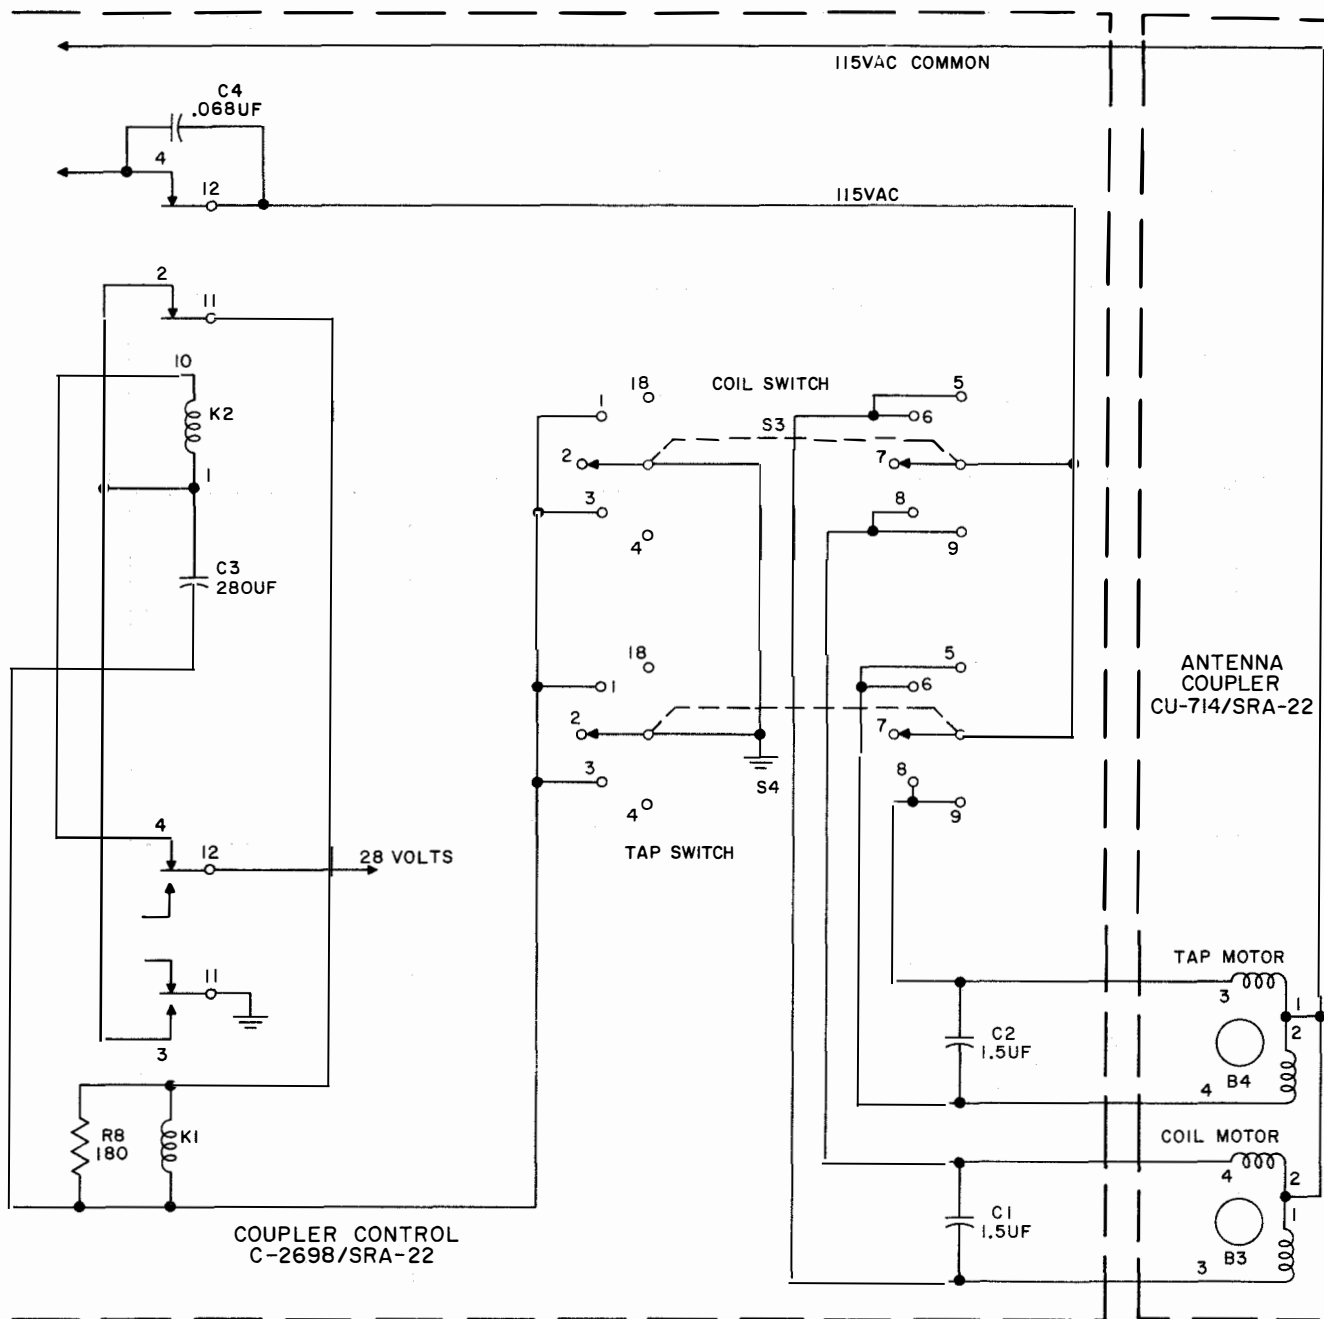 115VAC COMMON
C4
.068UF
4
12
115VAC
2
11
10
K2
1
C3
280UF
COIL SWITCH
18
1
2
3
4
S3
5
6
7
8
9
18
1
2
3
4
TAP SWITCH
S4
5
6
7
8
9
ANTENNA
COUPLER
CU-714/SRA-22
4
12
28 VOLTS
11
3
R8
180
K1
COUPLER CONTROL
C-2698/SRA-22
TAP MOTOR
3
1
2
C2
1.5UF
B4
4
COIL MOTOR
4
2
1
C1
1.5UF
B3
3